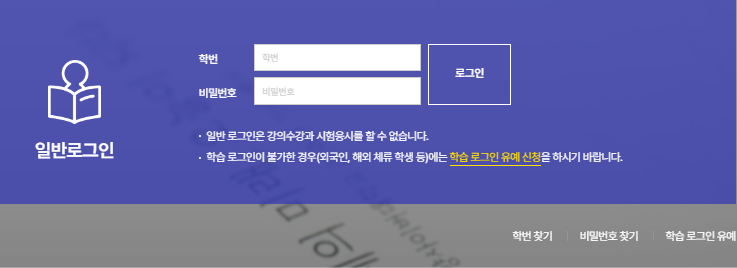 학번
학번
로그인
비밀번호
비밀번호
일반로그인
· 일반 로그인은 강의수강과 시험응시를 할 수 없습니다.
· 학습 로그인이 불가한 경우(외국인, 해외 체류 학생 등)에는 학습 로그인 유예 신청을 하시기 바랍니다.
학번 찾기 | 비밀번호 찾기 | 학습 로그인 유예